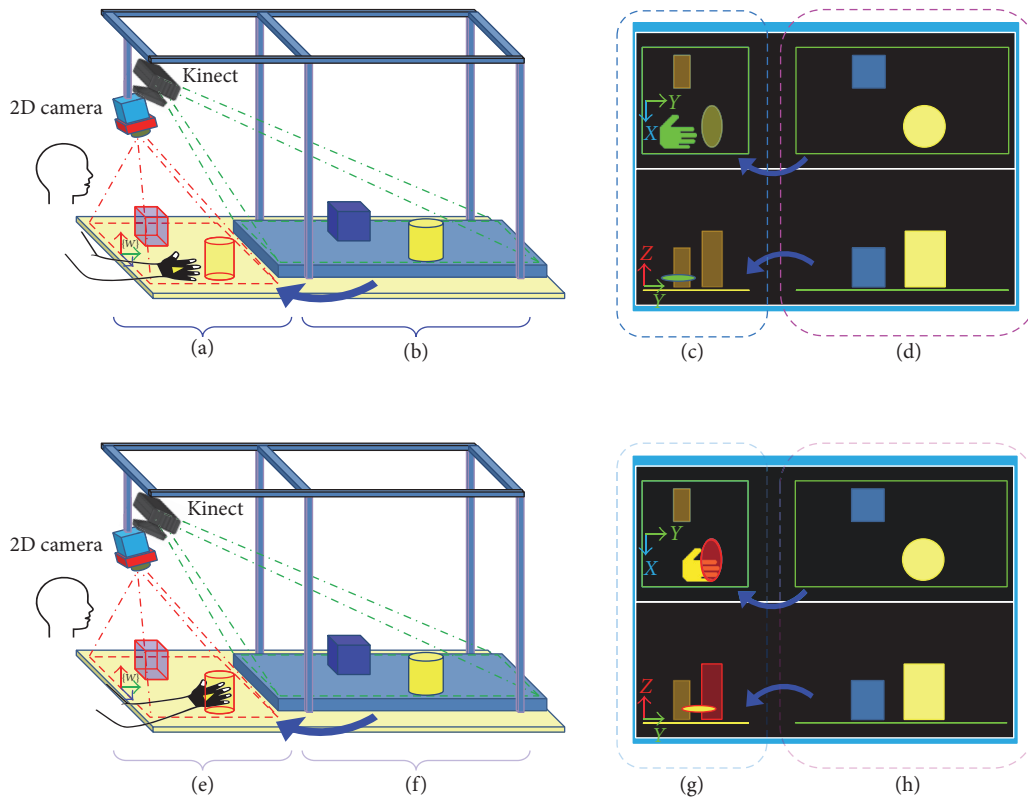 Kinect
2D camera
{W}
(a)
(b)
Y
X
Z
Y
(c)
(d)
Kinect
2D camera
{W}
(e)
(f)
Y
X
Z
Y
(g)
(h)